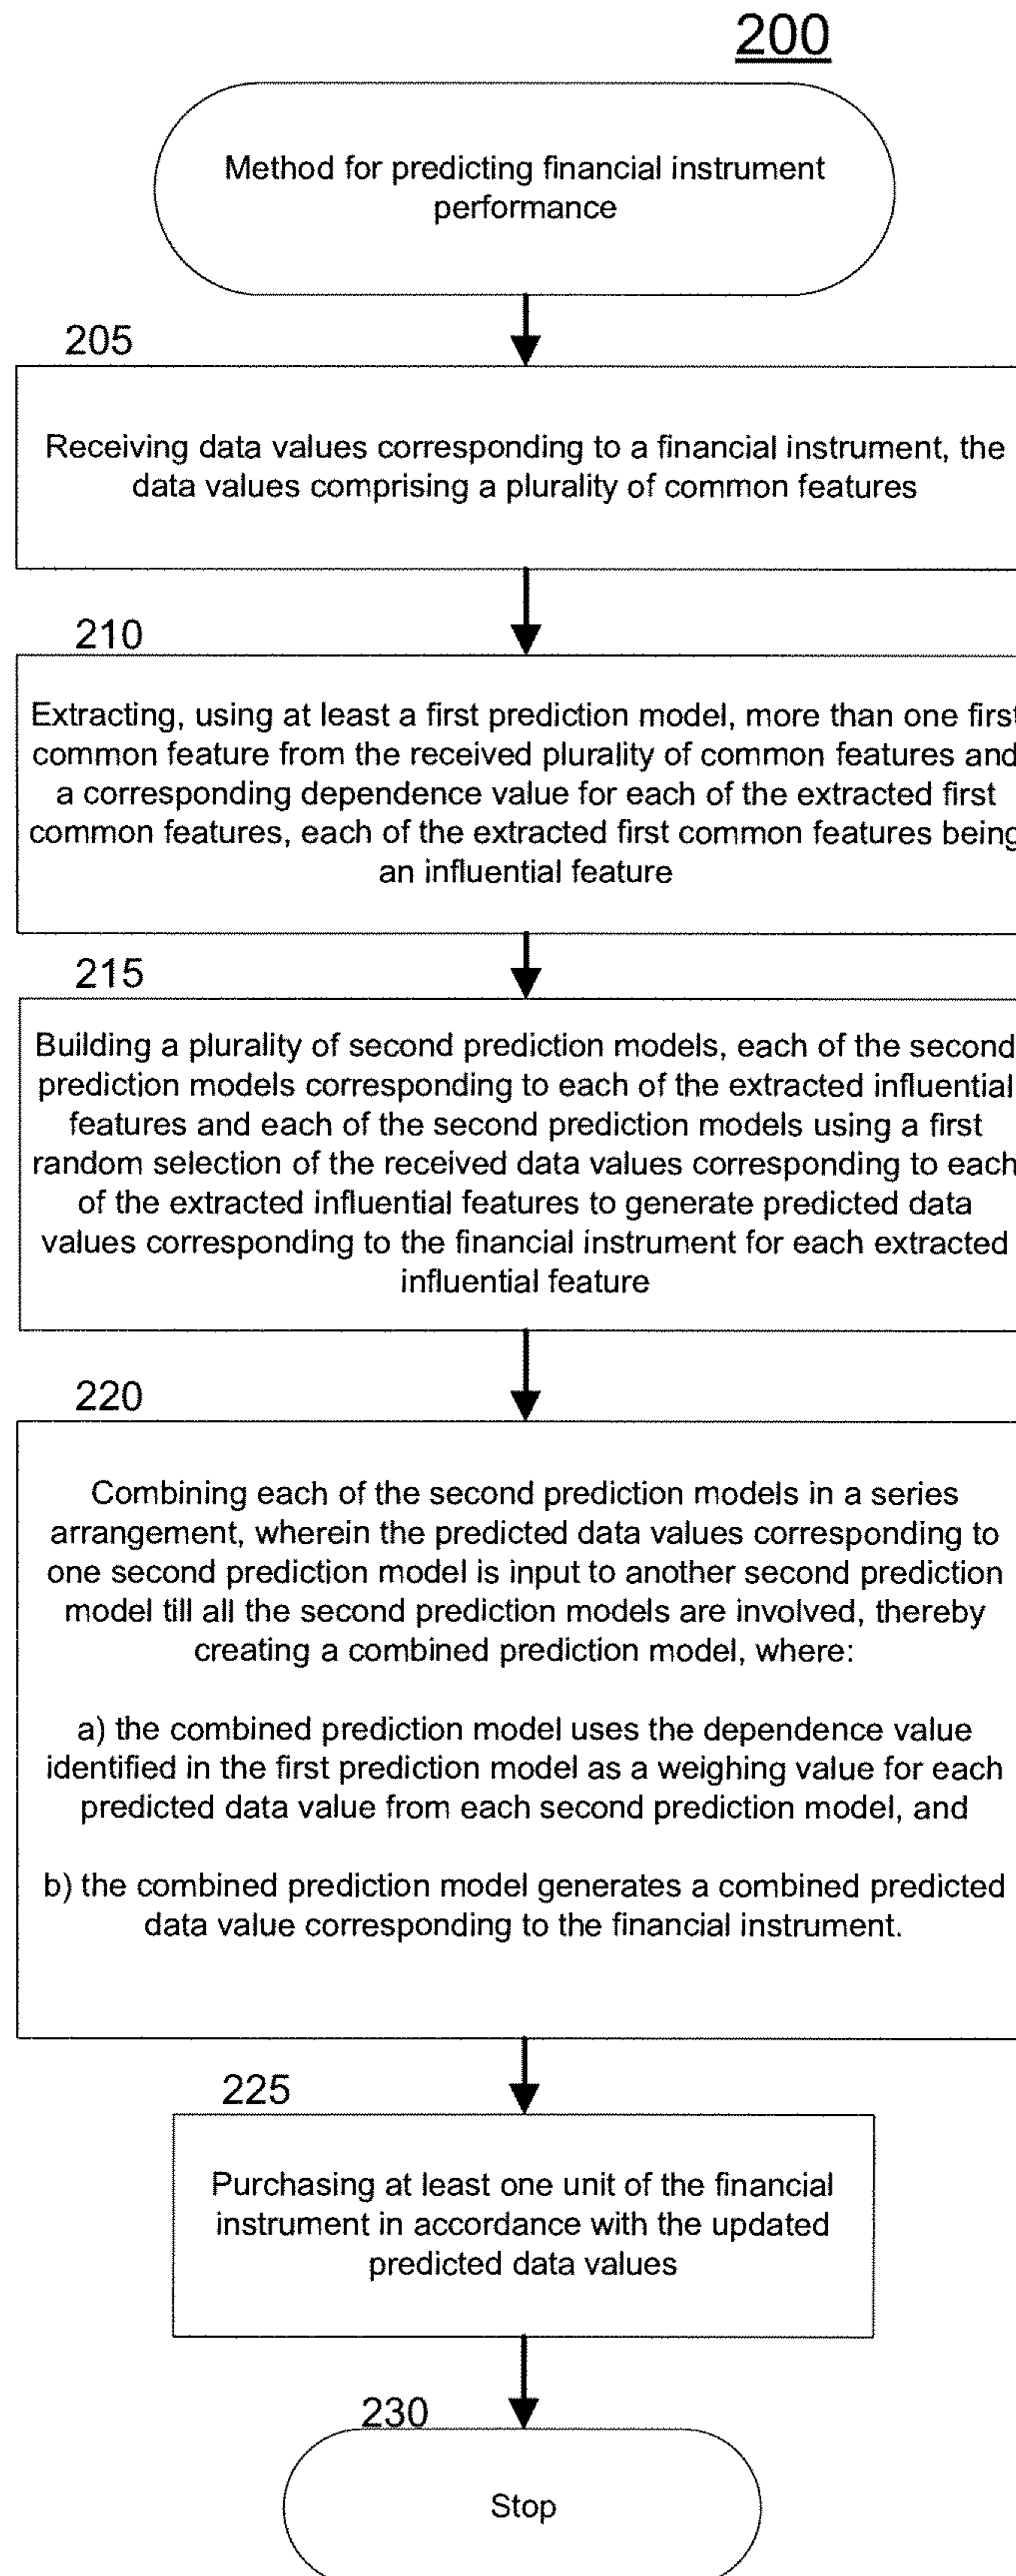 200
Method for predicting financial instrument
performance
205
Receiving data values corresponding to a financial instrument, the
data values comprising a plurality of common features
210
Extracting, using at least a first prediction model, more than one first
common feature from the received plurality of common features and
a corresponding dependence value for each of the extracted first
common features, each of the extracted first common features being
an influential feature
215
Building a plurality of second prediction models, each of the second
prediction models corresponding to each of the extracted influential
features and each of the second prediction models using a first
random selection of the received data values corresponding to each
of the extracted influential features to generate predicted data
values corresponding to the financial instrument for each extracted
influential feature
220
Combining each of the second prediction models in a series
arrangement, wherein the predicted data values corresponding to
one second prediction model is input to another second prediction
model till all the second prediction models are involved, thereby
creating a combined prediction model, where:
a) the combined prediction model uses the dependence value
identified in the first prediction model as a weighing value for each
predicted data value from each second prediction model, and
b) the combined prediction model generates a combined predicted
data value corresponding to the financial instrument.
225
Purchasing at least one unit of the financial
instrument in accordance with the updated
predicted data values
230
Stop